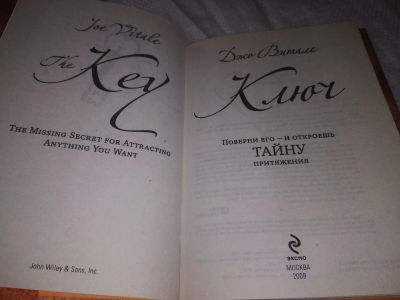 Joe Vitale
The Key
THE MISSING SECRET FOR ATTRACTING
ANYTHING YOU WANT
John Wiley & Sons, Inc.
Джо Витале
Ключ
ПОВЕРНИ ЕГО – И ОТКРОЕШЬ
ТАЙНУ
ПРИТЯЖЕНИЯ
ЭКСМО
МОСКВА
2009